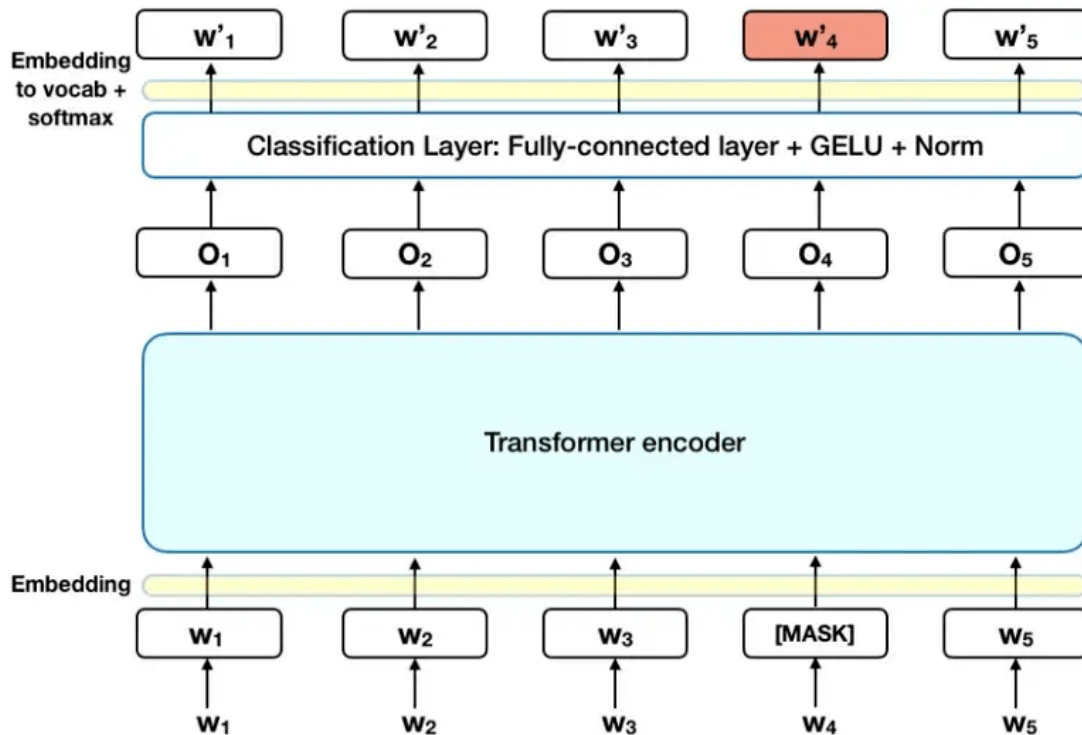 w’₁ w’₂ w’₃ w’₄ w’₅
Embedding
to vocab +
softmax
Classification Layer: Fully-connected layer + GELU + Norm
O₁ O₂ O₃ O₄ O₅
Transformer encoder
Embedding
w₁ w₂ w₃ [MASK] w₅
w₁ w₂ w₃ w₄ w₅